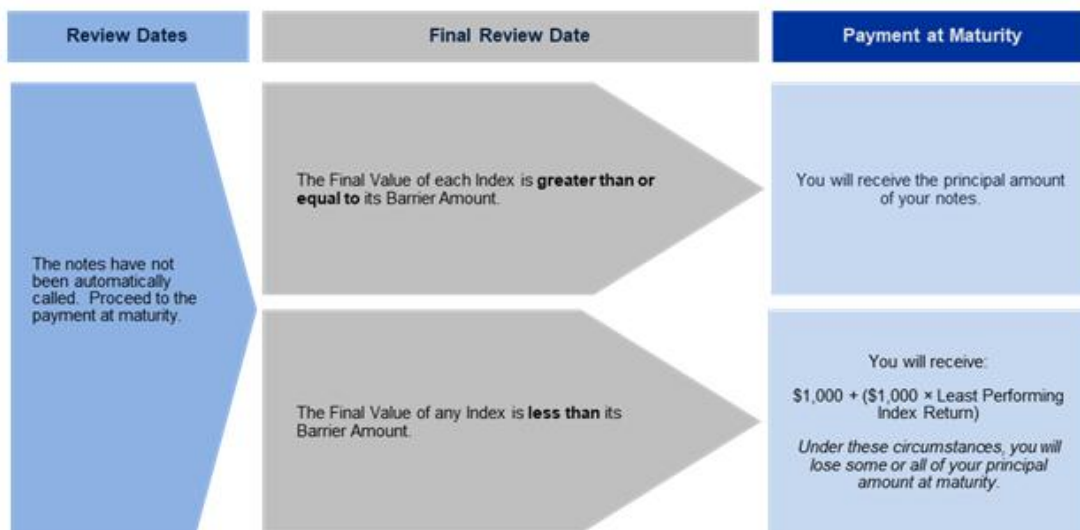 Review Dates
Final Review Date
Payment at Maturity
The notes have not
been automatically
called.  Proceed to the
payment at maturity.
The Final Value of each Index is greater than or
equal to its Barrier Amount.
You will receive the principal amount
of your notes.
The Final Value of any Index is less than its
Barrier Amount.
You will receive:
$1,000 + ($1,000 × Least Performing
Index Return)
Under these circumstances, you will
lose some or all of your principal
amount at maturity.